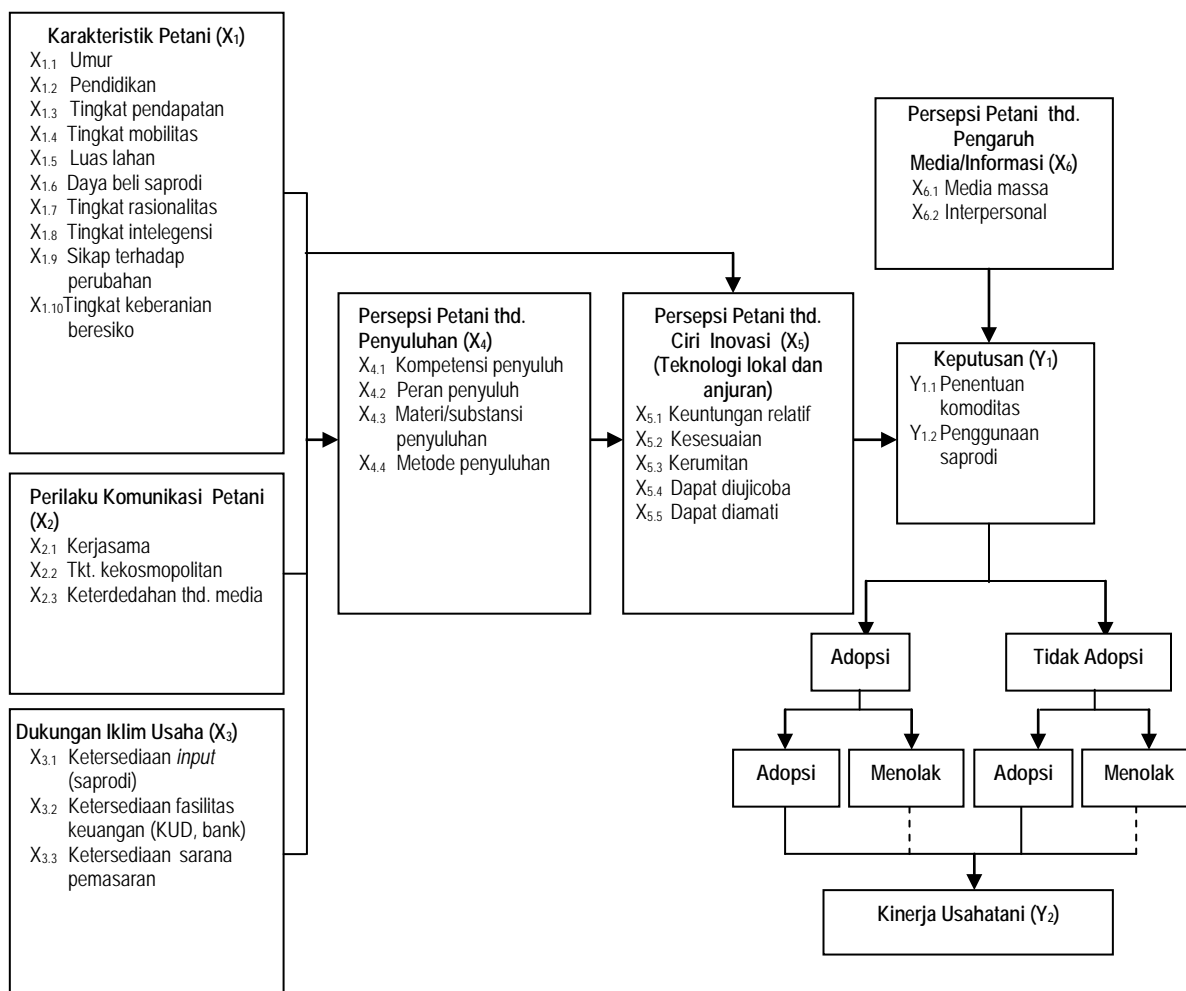 Karakteristik Petani (X₁)
X₁.₁ Umur
X₁.₂ Pendidikan
X₁.₃ Tingkat pendapatan
X₁.₄ Tingkat mobilitas
X₁.₅ Luas lahan
X₁.₆ Daya beli saprodi
X₁.₇ Tingkat rasionalitas
X₁.₈ Tingkat intelegensi
X₁.₉ Sikap terhadap
perubahan
X₁.₁₀Tingkat keberanian
beresiko
Perilaku Komunikasi Petani
(X₂)
X₂.₁ Kerjasama
X₂.₂ Tkt. kekosmopolitan
X₂.₃ Keterdedahan thd. media
Dukungan Iklim Usaha (X₃)
X₃.₁ Ketersediaan input
(saprodi)
X₃.₂ Ketersediaan fasilitas
keuangan (KUD, bank)
X₃.₃ Ketersediaan sarana
pemasaran
Persepsi Petani thd.
Penyuluhan (X₄)
X₄.₁ Kompetensi penyuluh
X₄.₂ Peran penyuluh
X₄.₃ Materi/substansi
penyuluhan
X₄.₄ Metode penyuluhan
Persepsi Petani thd.
Ciri Inovasi (X₅)
(Teknologi lokal dan
anjuran)
X₅.₁ Keuntungan relatif
X₅.₂ Kesesuaian
X₅.₃ Kerumitan
X₅.₄ Dapat diujicoba
X₅.₅ Dapat diamati
Persepsi Petani thd.
Pengaruh
Media/Informasi (X₆)
X₆.₁ Media massa
X₆.₂ Interpersonal
Keputusan (Y₁)
Y₁.₁ Penentuan
komoditas
Y₁.₂ Penggunaan
saprodi
Adopsi
Tidak Adopsi
Adopsi
Menolak
Adopsi
Menolak
Kinerja Usahatani (Y₂)